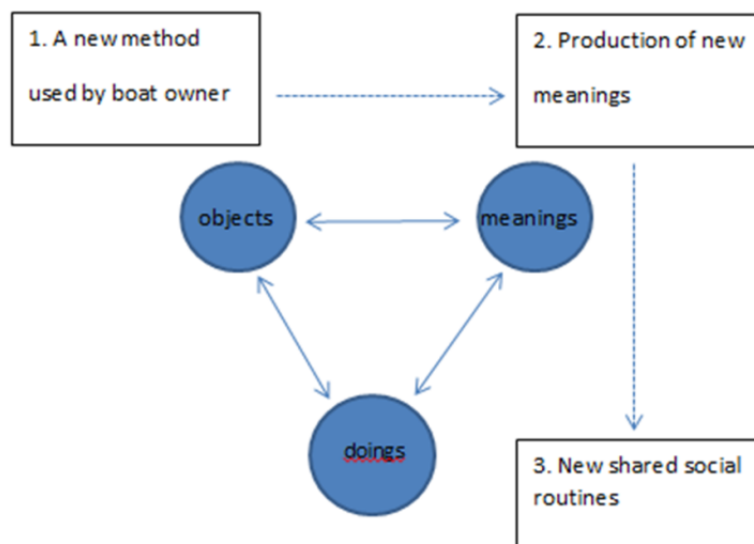 1. A new method
used by boat owner
2. Production of new
meanings
objects
meanings
doings
3. New shared social
routines